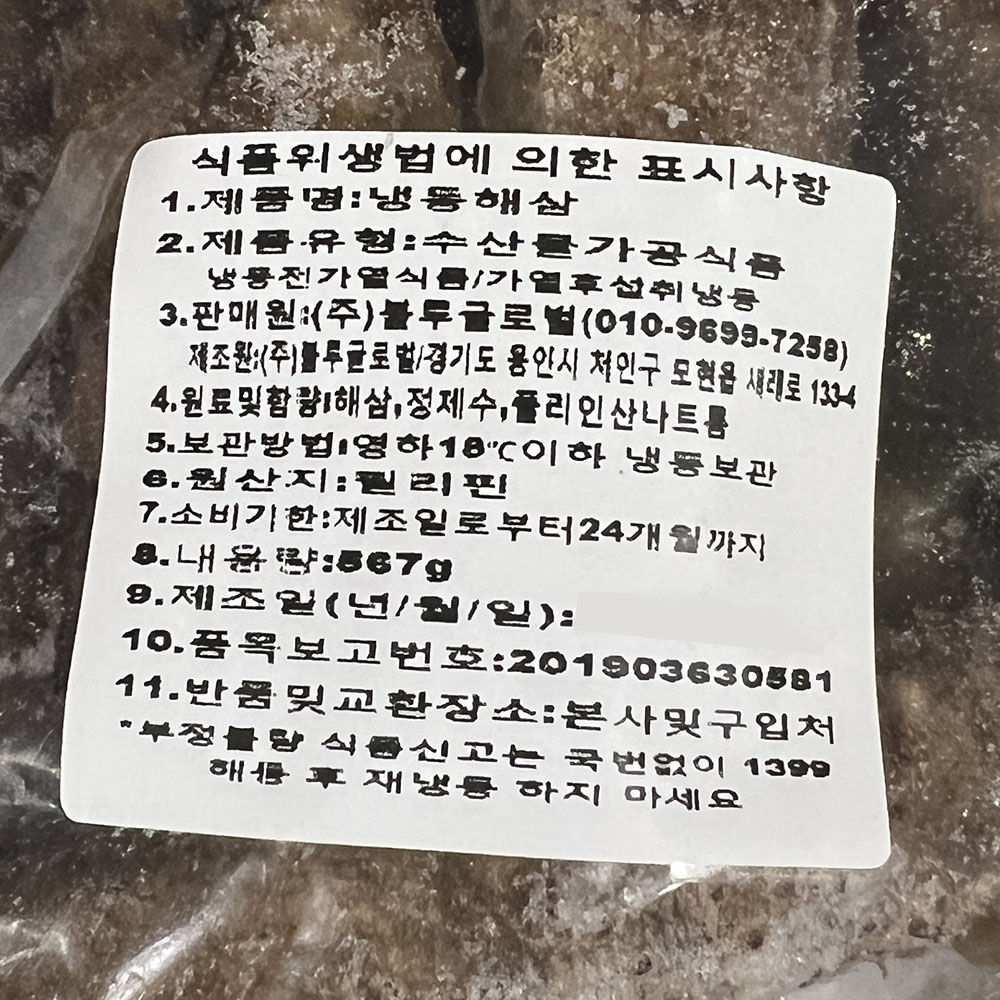 식품위생법에 의한 표시사항
1.제품명:냉동해삼
2.제품유형:수산물가공식품
냉동전가열식품/가열후섭취냉동
3.판매원:(주)블루글로벌(010-9699-7258)
제조원:(주)블루글로벌/경기도 용인시 처인구 모현읍 새래로 133-4
4.원료및함량:해삼,정제수,폴리인산나트륨
5.보관방법:영하18℃이하 냉동보관
6.원산지:필리핀
7.소비기한:제조일로부터24개월까지
8.내용량:567g
9.제조일(년/월/일):
10.품목보고번호:201903630581
11.반품및교환장소:본사및구입처
*부정불량 식품신고는 국번없이 1399
해동 후 재냉동 하지 마세요